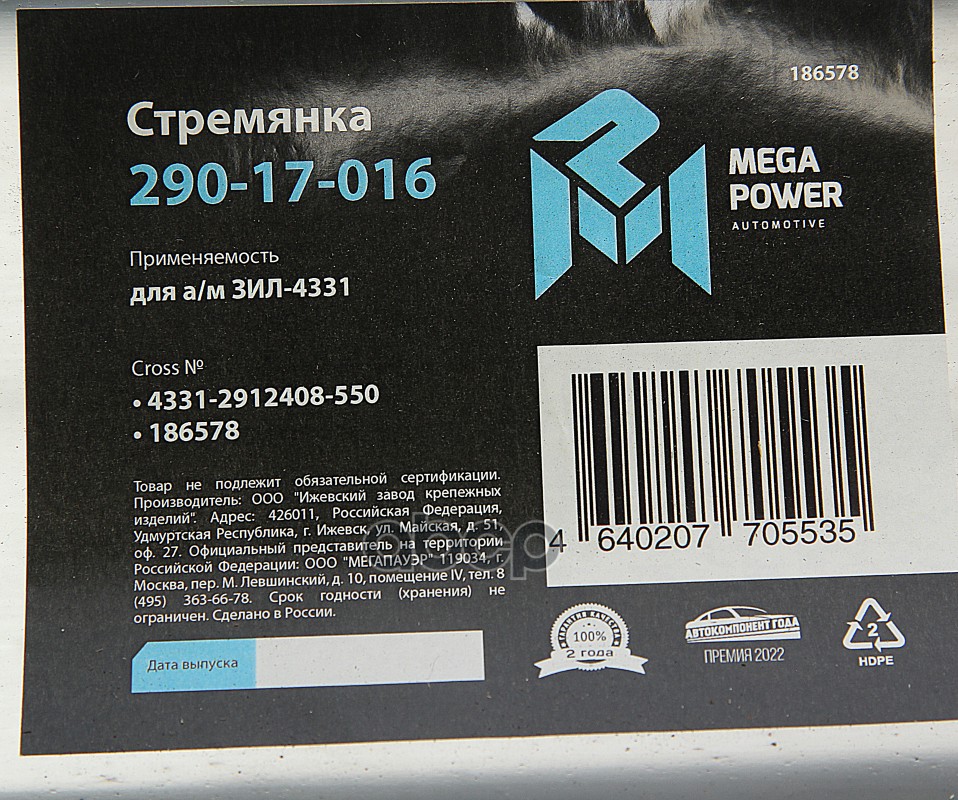 186578
Стремянка
290-17-016
MEGA
POWER
AUTOMOTIVE
Применяемость
для а/м ЗИЛ-4331
Cross №
• 4331-2912408-550
• 186578
Товар не подлежит обязательной сертификации.
Производитель: ООО "Ижевский завод крепежных
изделий". Адрес: 426011, Российская Федерация,
Удмуртская Республика, г. Ижевск, ул. Майская, д. 51,
оф. 27. Официальный представитель на территории
Российской Федерации: ООО "МЕГАПАУЭР" 119034, г.
Москва, пер. М. Левшинский, д. 10, помещение IV, тел. 8
(495) 363-66-78. Срок годности (хранения) не
ограничен. Сделано в России.
Дата выпуска
4 640207 705535
ГАРАНТИЯ КАЧЕСТВА
100%
2 года
АВТОКОМПОНЕНТ ГОДА
ПРЕМИЯ 2022
2
HDPE